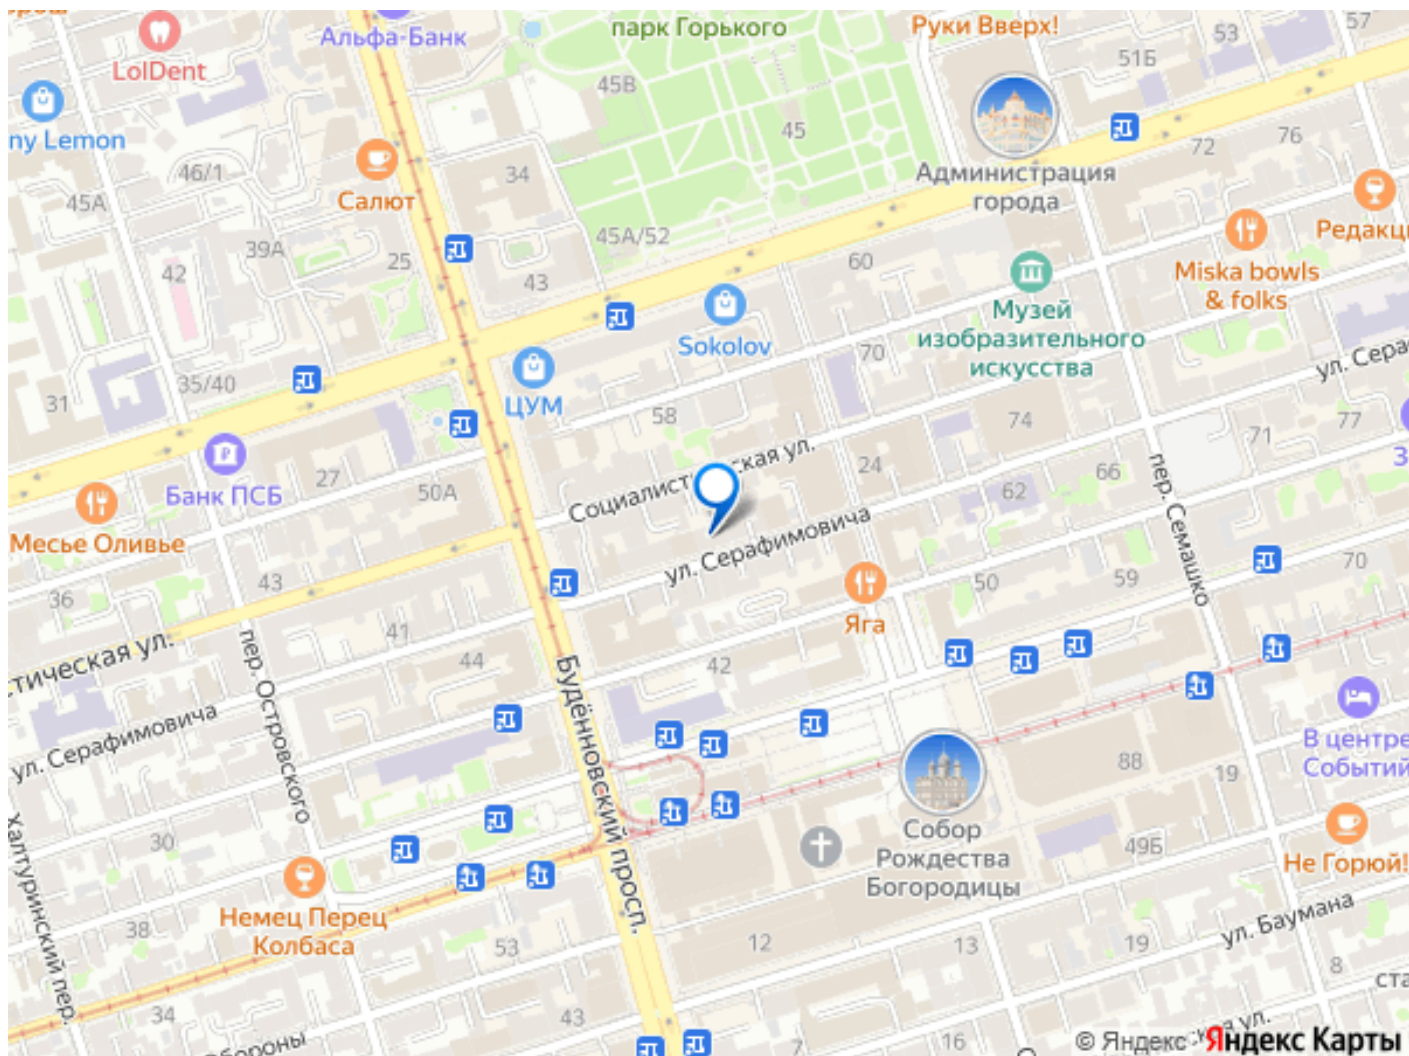 Альфа-Банк
парк Горького
Руки Вверх!
57
53
51Б
LolDent
45В
45
ny Lemon
72
76
46/1
34
Салют
45А
Администрация
города
Редакц
39А
45А/52
42
25
43
60
Miska bowls
& folks
Музей
изобразительного
искусства
Sokolov
70
ул. Сера
35/40
31
ЦУМ
58
74
77
71
27
50А
Банк ПСБ
24
66
62
Месье Оливье
ул. Серафимовича
пер. Семашко
43
36
50
59
70
Яга
41
44
42
стическая ул.
пер. Островского
Будённовский просп.
ул. Серафимовича
В центре
Событий
88
19
Собор
Рождества
Богородицы
30
49Б
Не Горюй!
Халтуринский пер.
Немец Перец
Колбаса
38
53
12
13
19
ул. Баумана
8
ста
34
43
7
16
Обороны
ул.
© Яндекс Яндекс Карты